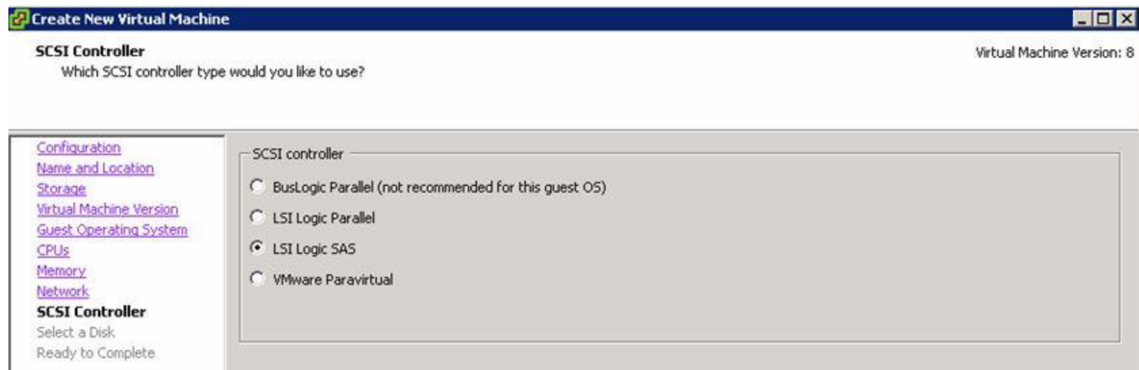 Create New Virtual Machine
SCSI Controller
Virtual Machine Version: 8
Which SCSI controller type would you like to use?
Configuration
Name and Location
Storage
Virtual Machine Version
Guest Operating System
CPUs
Memory
Network
SCSI Controller
Select a Disk
Ready to Complete
SCSI controller
BusLogic Parallel (not recommended for this guest OS)
LSI Logic Parallel
LSI Logic SAS
VMware Paravirtual